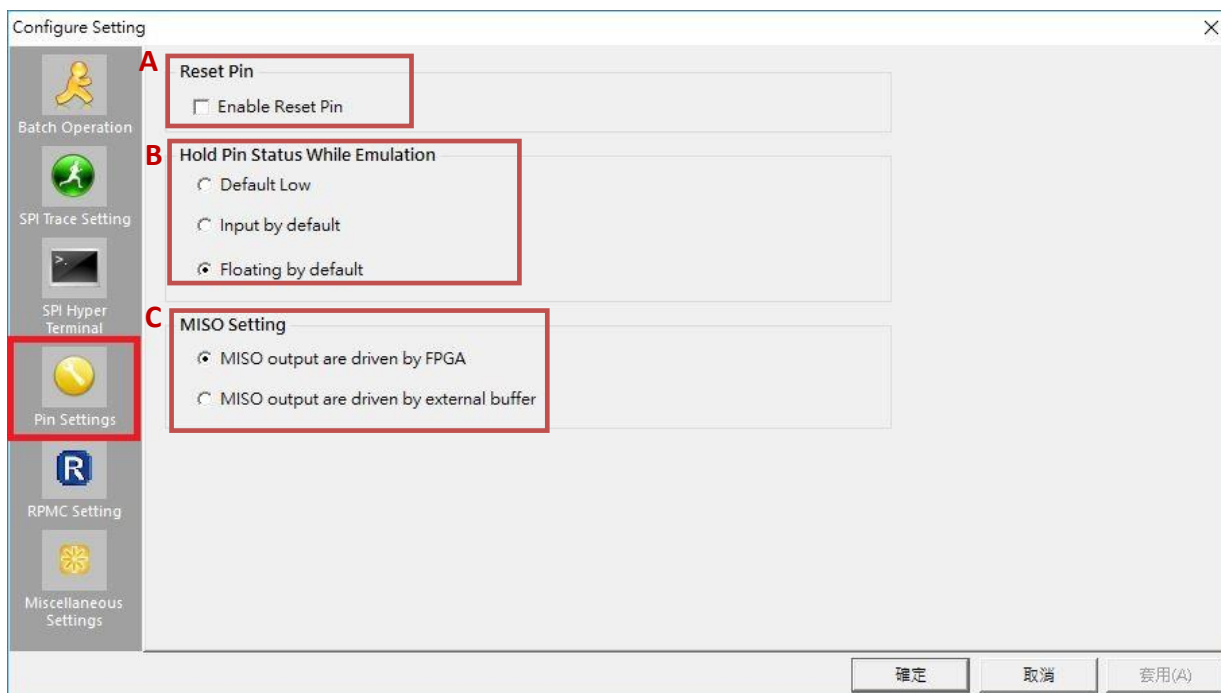 Configure Setting
Batch Operation
SPI Trace Setting
SPI Hyper
Terminal
Pin Settings
RPMC Setting
Miscellaneous
Settings
A
Reset Pin
Enable Reset Pin
B
Hold Pin Status While Emulation
Default Low
Input by default
Floating by default
C
MISO Setting
MISO output are driven by FPGA
MISO output are driven by external buffer
確定
取消
套用(A)